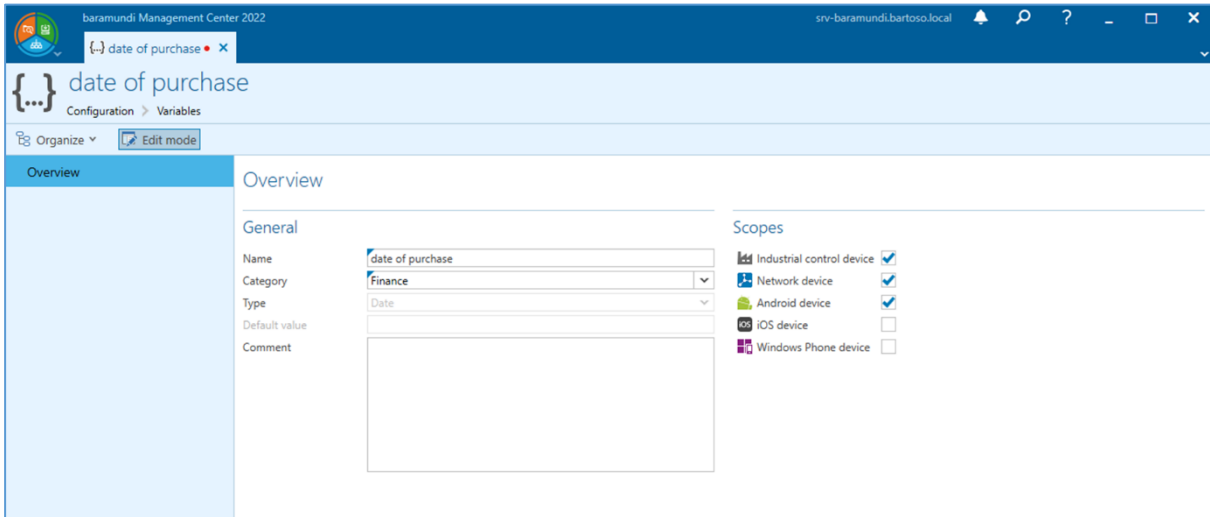 baramundi Management Center 2022 srv-baramundi.bartoso.local ?
{...} date of purchase
{...} date of purchase
Configuration > Variables
Organize Edit mode
Overview
Overview
General
Name date of purchase
Category Finance
Type Date
Default value
Comment
Scopes
Industrial control device
Network device
Android device
iOS iOS device
Windows Phone device